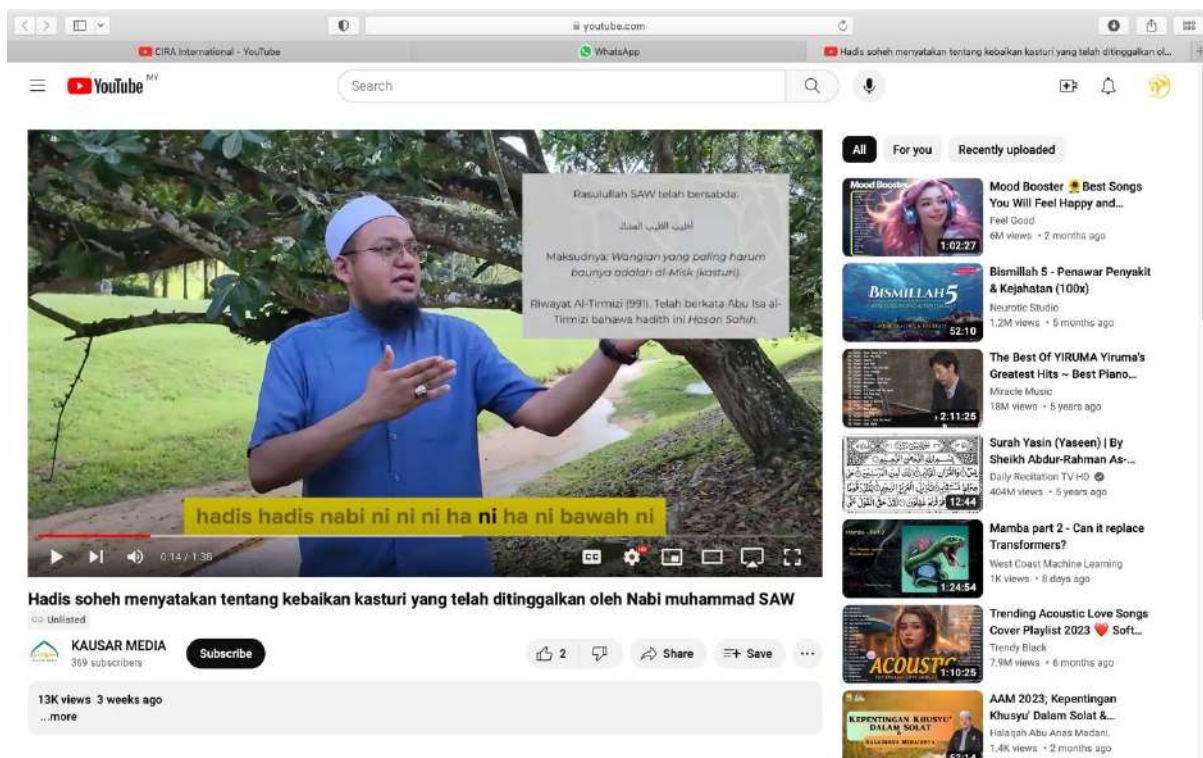 youtube.com
CIRA International - YouTube
WhatsApp
Hadis soheh menyatakan tentang kebaikan kasturi yang telah ditinggalkan ol...
YouTube MY
Search
Rasulullah SAW telah bersabda:
أطيب الطيب المسك
Maksudnya: Wangian yang paling harum
baunya adalah al-Misk (kasturi).
Riwayat Al-Tirmizi (991). Telah berkata Abu Isa al-
Tirmizi bahawa hadith ini Hasan Sahih.
adis nabi ni
ni
bawa
0:14 / 1:38
CC
HD
Hadis soheh menyatakan tentang kebaikan kasturi yang telah ditinggalkan oleh Nabi muhammad SAW
Unlisted
KAUSAR MEDIA
369 subscribers
Subscribe
2
Share
Save
13K views 3 weeks ago
...more
All
For you
Recently uploaded
Mood Booster
1:02:27
Mood Booster 🌻 Best Songs
You Will Feel Happy and...
Feel Good
6M views • 2 months ago
BISMILLAH 5
52:10
Bismillah 5 - Penawar Penyakit
& Kejahatan (100x)
Neurotic Studio
1.2M views • 5 months ago
2:11:25
The Best Of YIRUMA Yiruma's
Greatest Hits ~ Best Piano...
Miracle Music
18M views • 5 years ago
12:44
Surah Yasin (Yaseen) | By
Sheikh Abdur-Rahman As-...
Daily Recitation TV HD
404M views • 5 years ago
1:24:54
Mamba part 2 - Can it replace
Transformers?
West Coast Machine Learning
1K views • 8 days ago
ACOUSTIC
1:10:25
Trending Acoustic Love Songs
Cover Playlist 2023 ❤️ Soft...
Trendy Black
7.9M views • 6 months ago
KEPENTINGAN KHUSYU'
DALAM SOLAT
52:14
AAM 2023; Kepentingan
Khusyu' Dalam Solat &...
Halaqah Abu Anas Madani.
1.4K views • 2 months ago